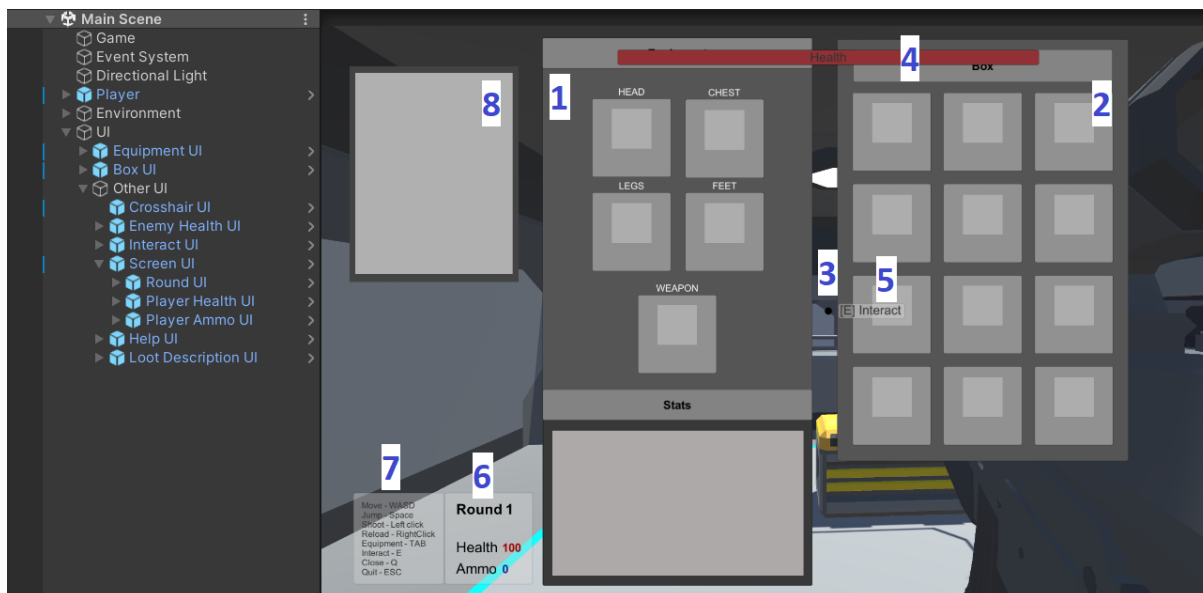 Main Scene
Game
Event System
Directional Light
Player
Environment
UI
Equipment UI
Box UI
Other UI
Crosshair UI
Enemy Health UI
Interact UI
Screen UI
Round UI
Player Health UI
Player Ammo UI
Help UI
Loot Description UI
8
1
HEAD
CHEST
LEGS
FEET
WEAPON
Stats
Health
4
Box
2
3
5
[E] Interact
7
Move - WASD
Jump - Space
Shoot - Left click
Reload - RightClick
Equipment - TAB
Interact - E
Close - Q
Quit - ESC
6
Round 1
Health 100
Ammo 0